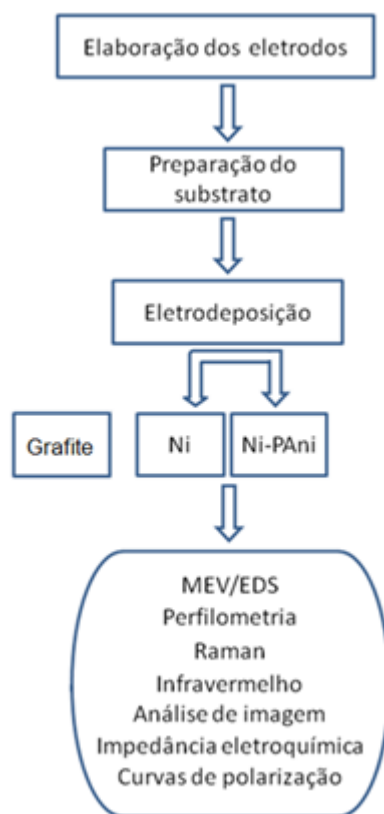 Elaboração dos eletrodos
Preparação do
substrato
Eletrodeposição
Grafite
Ni
Ni-PAni
MEV/EDS
Perfilometria
Raman
Infravermelho
Análise de imagem
Impedância eletroquímica
Curvas de polarização